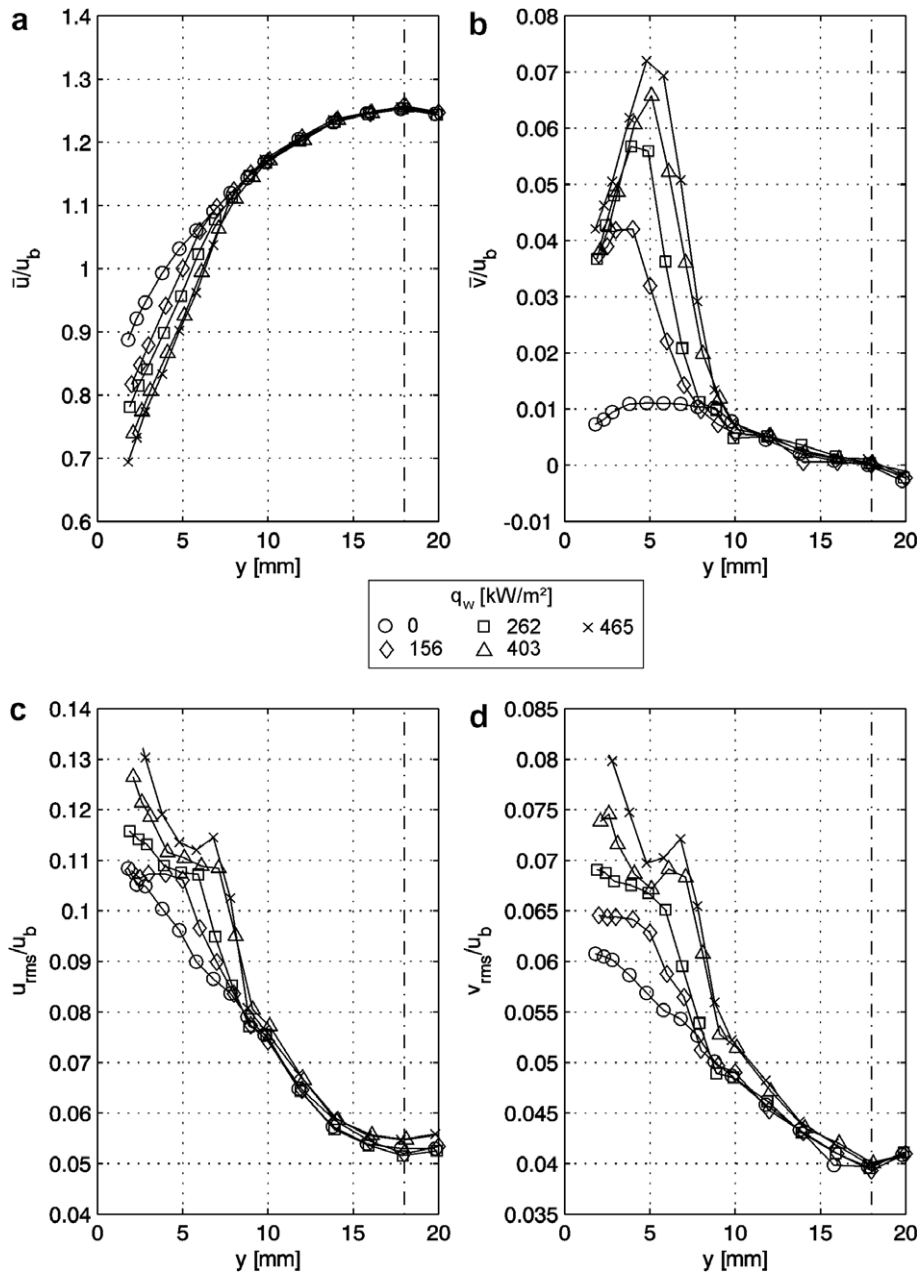 a
1.4
1.3
1.2
1.1
1
0.9
0.8
0.7
0.6
ū/u_b
0 5 10 15 20
y [mm]
b
0.08
0.07
0.06
0.05
0.04
0.03
0.02
0.01
0
-0.01
v̄/u_b
0 5 10 15 20
y [mm]
q_w [kW/m²]
0 262 465
156 403
c
0.14
0.13
0.12
0.11
0.1
0.09
0.08
0.07
0.06
0.05
0.04
u_rms/u_b
0 5 10 15 20
y [mm]
d
0.085
0.08
0.075
0.07
0.065
0.06
0.055
0.05
0.045
0.04
0.035
v_rms/u_b
0 5 10 15 20
y [mm]